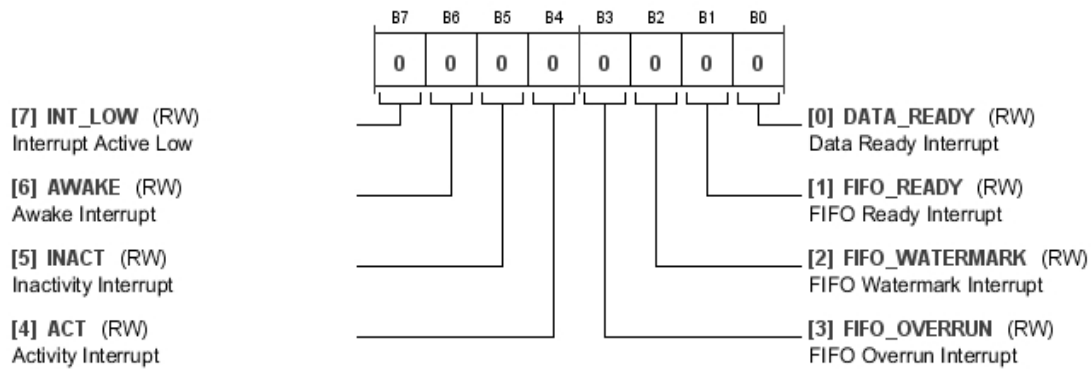 B7 B6 B5 B4 B3 B2 B1 B0
0 0 0 0 0 0 0 0
[7] INT_LOW (RW)
Interrupt Active Low
[6] AWAKE (RW)
Awake Interrupt
[5] INACT (RW)
Inactivity Interrupt
[4] ACT (RW)
Activity Interrupt
[0] DATA_READY (RW)
Data Ready Interrupt
[1] FIFO_READY (RW)
FIFO Ready Interrupt
[2] FIFO_WATERMARK (RW)
FIFO Watermark Interrupt
[3] FIFO_OVERRUN (RW)
FIFO Overrun Interrupt